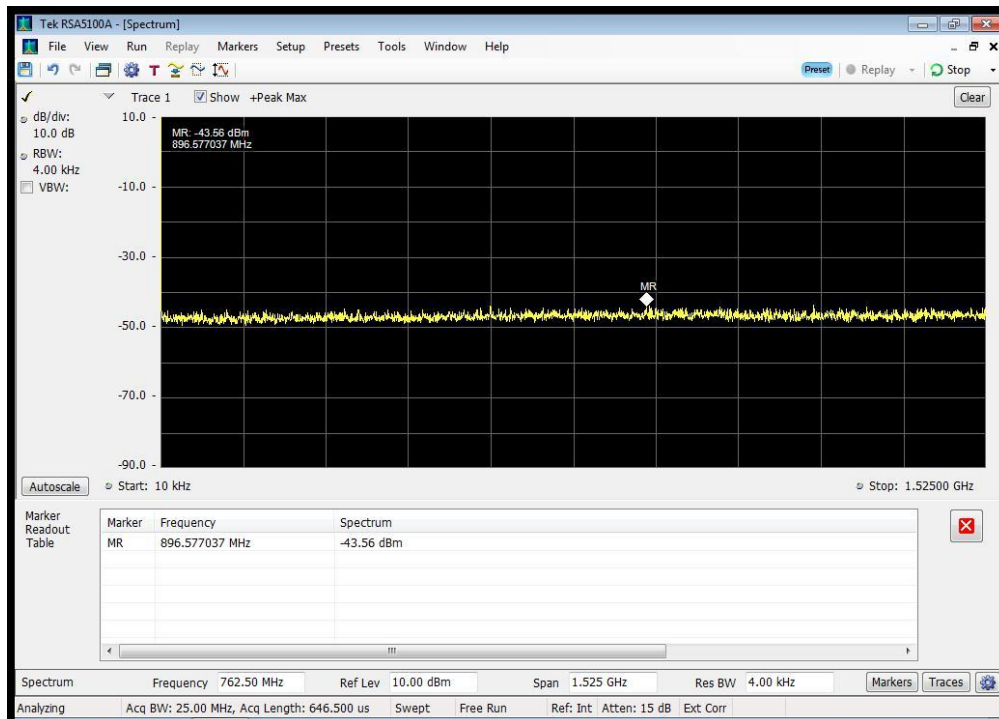 Tek RSA5100A - [Spectrum]
File View Run Replay Markers Setup Presets Tools Window Help
T Preset Replay Stop
Trace 1 Show +Peak Max Clear
dB/div:
10.0 dB
RBW:
4.00 kHz
VBW:
10.0
MR: -43.56 dBm
896.577037 MHz
-10.0
-30.0
MR
-50.0
-70.0
-90.0
Autoscale Start: 10 kHz Stop: 1.52500 GHz
Marker
Readout
Table
Marker Frequency Spectrum
MR 896.577037 MHz -43.56 dBm
Spectrum Frequency 762.50 MHz Ref Lev 10.00 dBm Span 1.525 GHz Res BW 4.00 kHz Markers Traces
Analyzing Acq BW: 25.00 MHz, Acq Length: 646.500 us Swept Free Run Ref: Int Atten: 15 dB Ext Corr